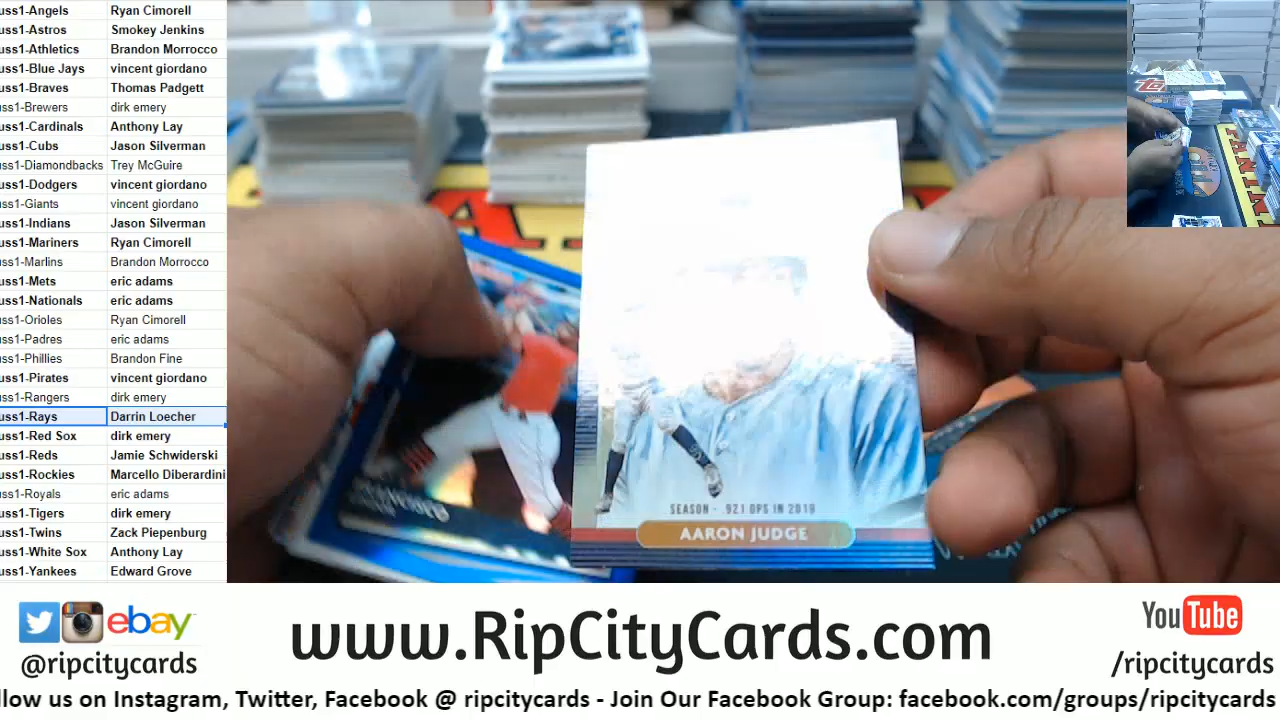 uss1-Angels Ryan Cimorell
uss1-Astros Smokey Jenkins
uss1-Athletics Brandon Morrocco
uss1-Blue Jays vincent giordano
uss1-Braves Thomas Padgett
uss1-Brewers dirk emery
uss1-Cardinals Anthony Lay
uss1-Cubs Jason Silverman
uss1-Diamondbacks Trey McGuire
uss1-Dodgers vincent giordano
uss1-Giants vincent giordano
uss1-Indians Jason Silverman
uss1-Mariners Ryan Cimorell
uss1-Marlins Brandon Morrocco
uss1-Mets eric adams
uss1-Nationals eric adams
uss1-Orioles Ryan Cimorell
uss1-Padres eric adams
uss1-Phillies Brandon Fine
uss1-Pirates vincent giordano
uss1-Rangers dirk emery
uss1-Rays Darrin Loecher
uss1-Red Sox dirk emery
uss1-Reds Jamie Schwiderski
uss1-Rockies Marcello Diberardini
uss1-Royals eric adams
uss1-Tigers dirk emery
uss1-Twins Zack Piepenburg
uss1-White Sox Anthony Lay
uss1-Yankees Edward Grove
SEASON - .921 OPS IN 2019
AARON JUDGE
ebay
@ripcitycards
www.RipCityCards.com
YouTube
/ripcitycards
llow us on Instagram, Twitter, Facebook @ ripcitycards - Join Our Facebook Group: facebook.com/groups/ripcitycards